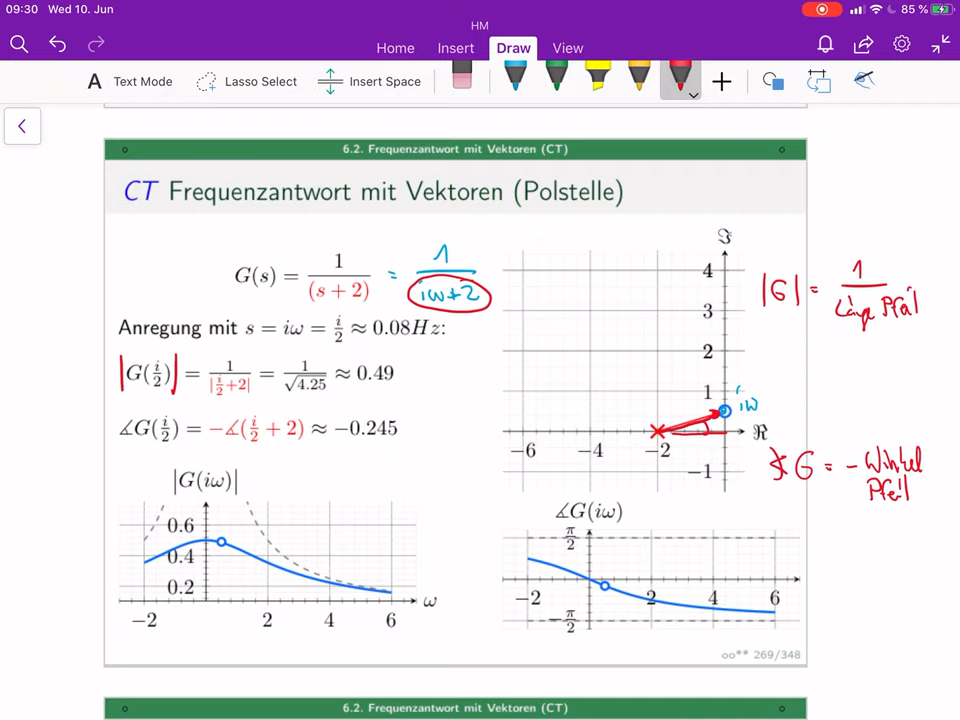 09:30 Wed 10. Jun
85 %
HM
Home Insert Draw View
A Text Mode Lasso Select Insert Space
6.2. Frequenzantwort mit Vektoren (CT)
CT Frequenzantwort mit Vektoren (Polstelle)
G(s) = 1/(s + 2) = 1/(iω+2)
Anregung mit s = iω = i/2 ≈ 0.08Hz:
|G(i/2)| = 1/|i/2+2| = 1/√4.25 ≈ 0.49
∡G(i/2) = −∡(i/2 + 2) ≈ −0.245
ℑ
4
3
2
1
iω
−6 −4 −2 ℜ
−1
|G| = 1/Länge Pfeil
∡G = - Winkel
Pfeil
|G(iω)|
0.6
0.4
0.2
−2 2 4 6 ω
∡G(iω)
π/2
−2 2 4 6
−π/2
oo** 269/348
6.2. Frequenzantwort mit Vektoren (CT)